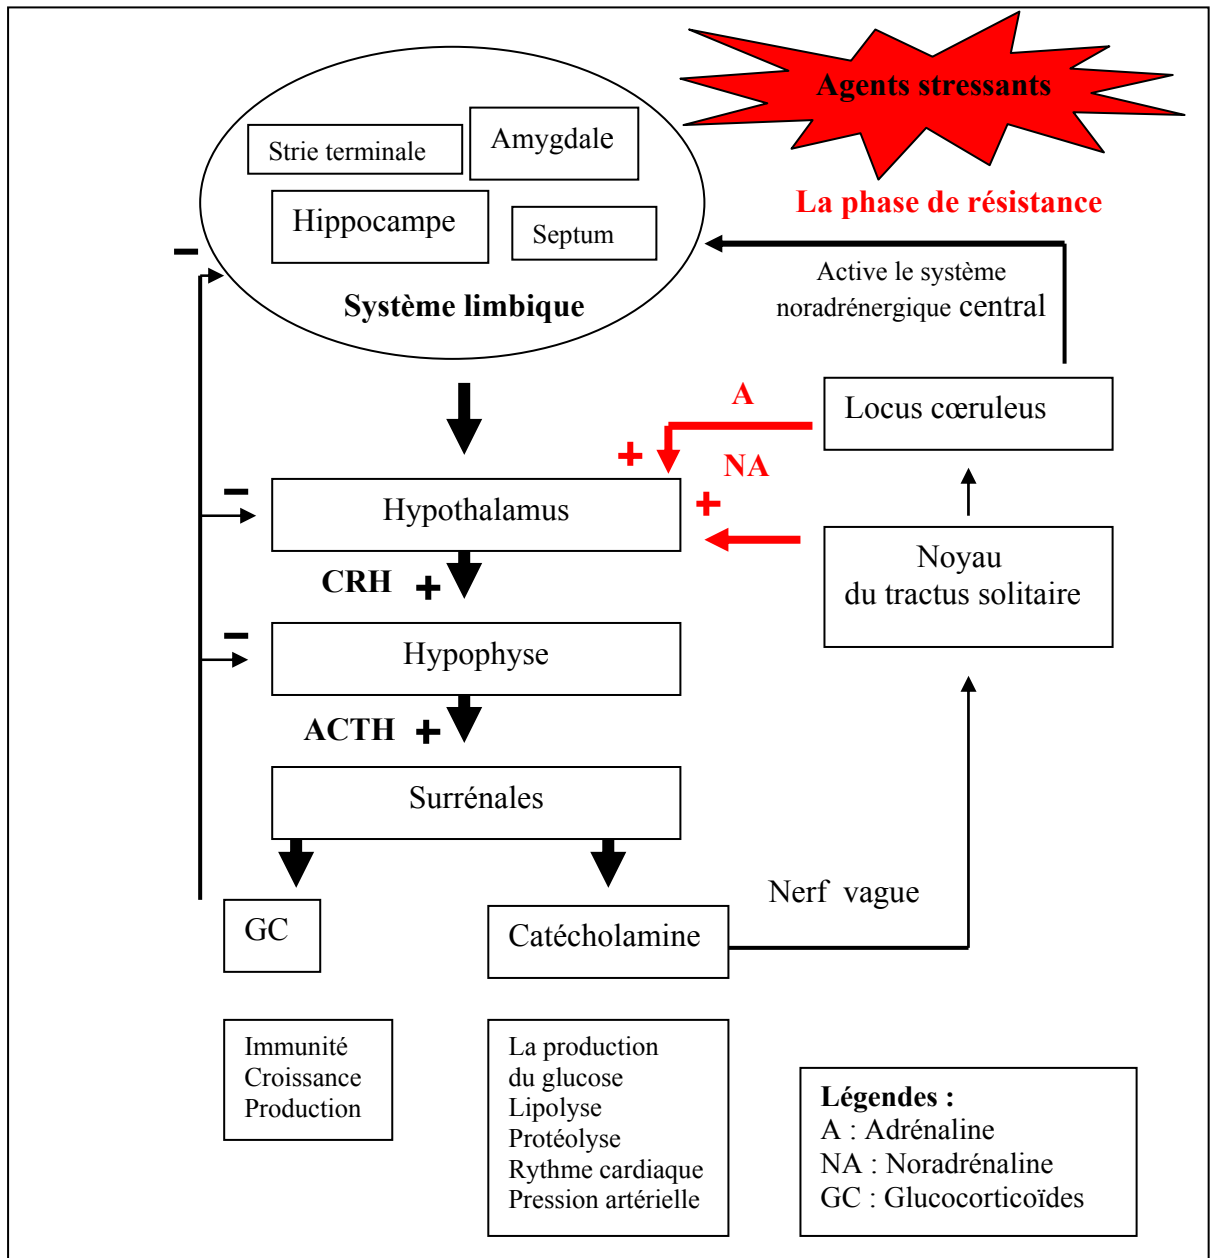 Agents stressants
La phase de résistance
Strie terminale
Amygdale
Hippocampe
Septum
Système limbique
−
Active le système
noradrénergique central
Locus cœruleus
A
+
NA
+
−
Hypothalamus
Noyau
du tractus solitaire
CRH +
−
Hypophyse
ACTH +
Surrénales
Nerf vague
GC
Catécholamine
Immunité
Croissance
Production
La production
du glucose
Lipolyse
Protéolyse
Rythme cardiaque
Pression artérielle
Légendes :
A : Adrénaline
NA : Noradrénaline
GC : Glucocorticoïdes